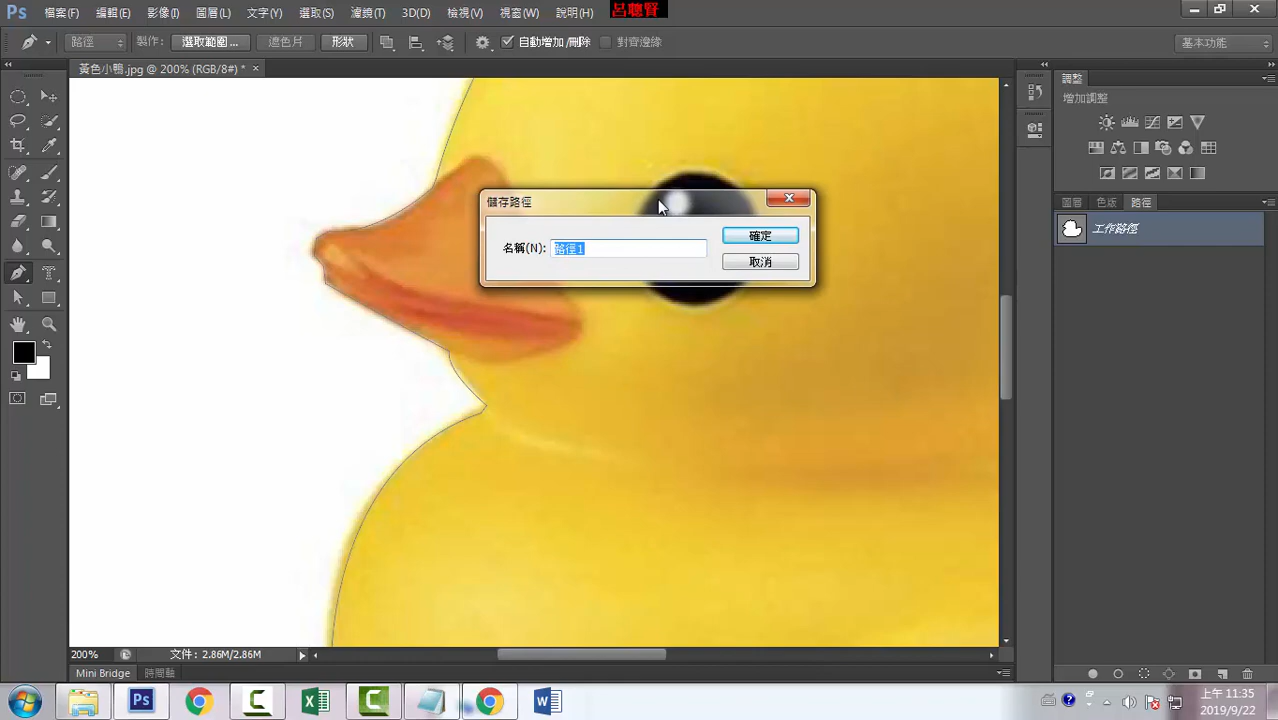 Ps 檔案(F) 編輯(E) 影像(I) 圖層(L) 文字(Y) 選取(S) 濾鏡(T) 3D(D) 檢視(V) 視窗(W) 說明(H) 呂聰賢
路徑 製作: 選取範圍... 遮色片 形狀 自動增加/刪除 對齊邊緣 基本功能
黃色小鴨.jpg @ 200% (RGB/8#) * ×
調整
增加調整
儲存路徑
名稱(N): 路徑1
確定
取消
圖層 色版 路徑
工作路徑
200% 文件: 2.86M/2.86M
Mini Bridge 時間軸
Ps
上午 11:35
2019/9/22